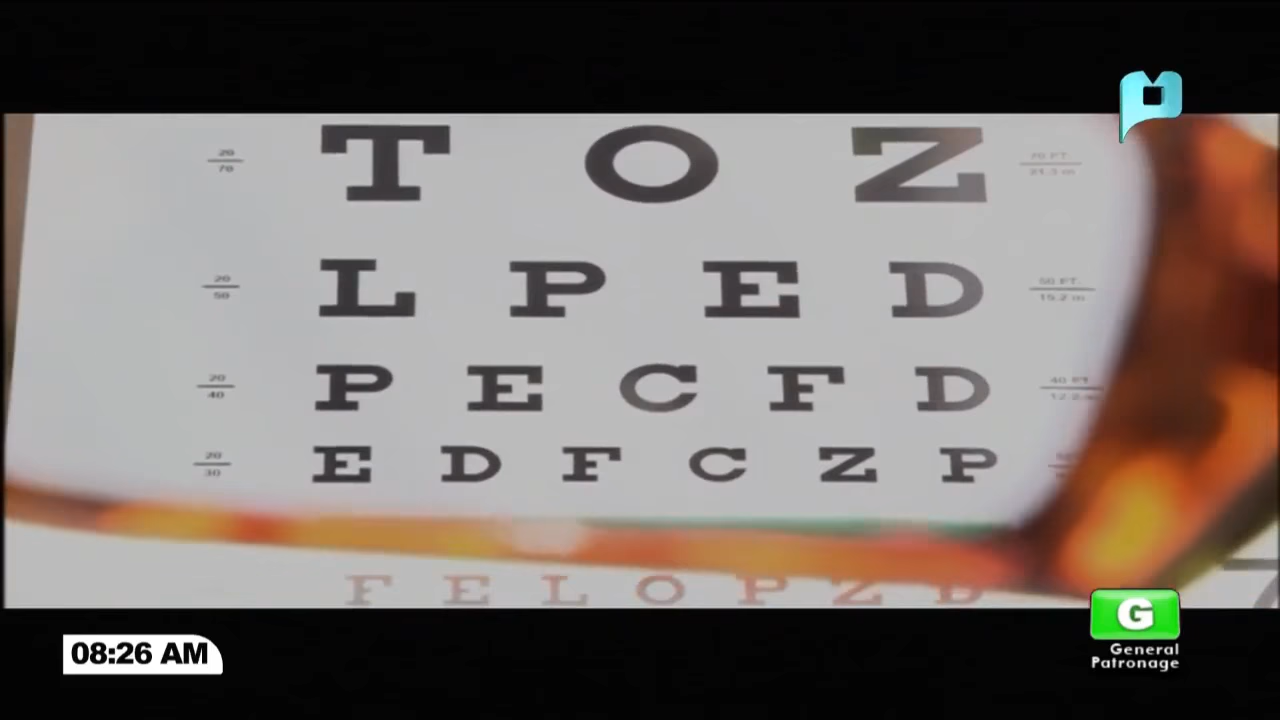 20
70
T O Z
70 FT.
21.3 m
20
50
L P E D
50 FT.
15.2 m
20
40
P E C F D
40 FT
12.2 m
20
30
E D F C Z P
F E L O P Z D
08:26 AM
G
General
Patronage